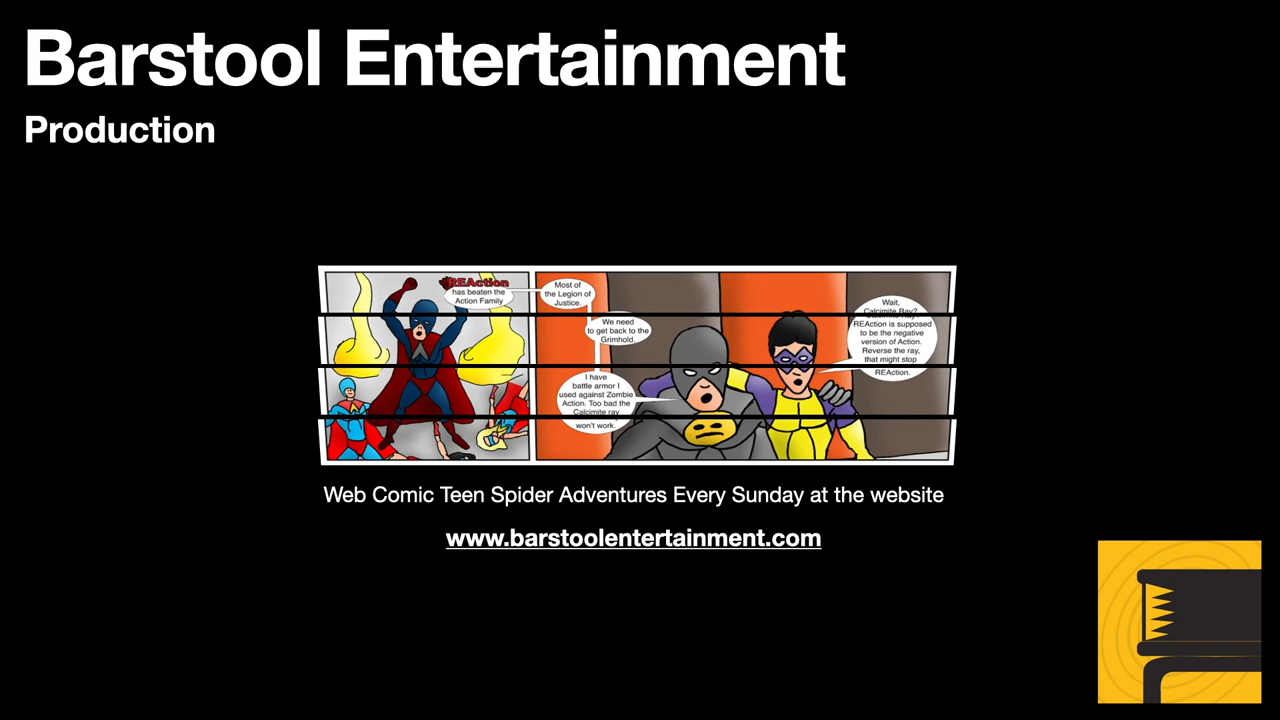 Barstool Entertainment
Production
REAction
has beaten the
Action Family
Most of
the Legion of
Justice.
We need
to get back to the
Grimhold.
I have
battle armor I
used against Zombie
Action. Too bad the
Calcimite ray
won't work.
Wait,
Calcimite Ray?
REAction is supposed
to be the negative
version of Action.
Reverse the ray,
that might stop
REAction.
Web Comic Teen Spider Adventures Every Sunday at the website
www.barstoolentertainment.com